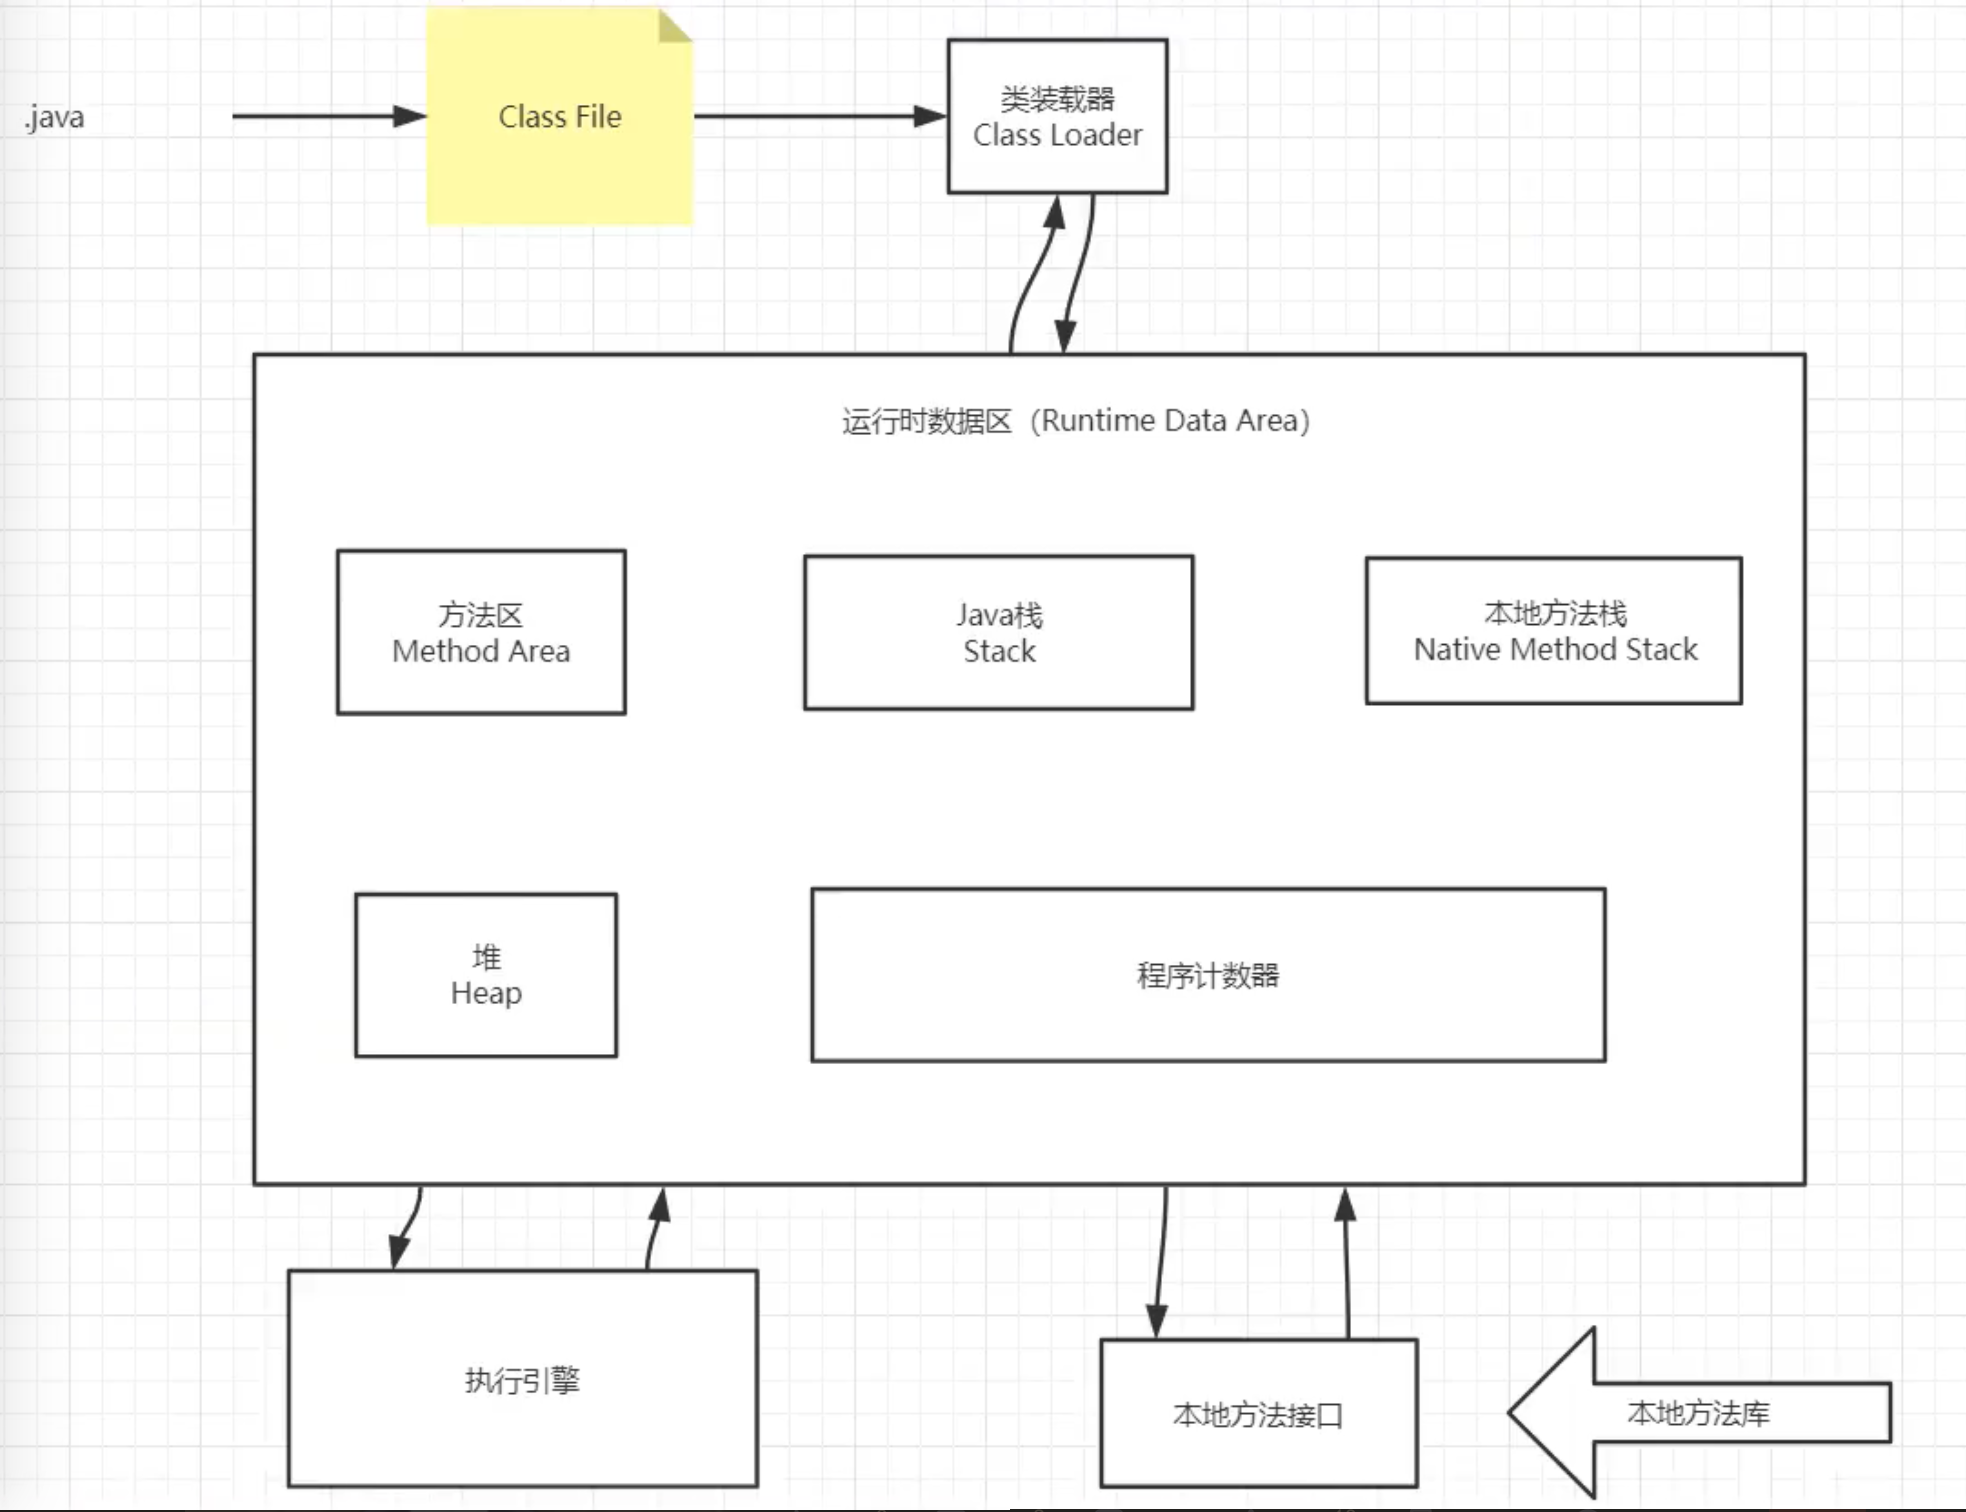 .java
Class File
类装载器
Class Loader
运行时数据区（Runtime Data Area）
方法区
Method Area
Java栈
Stack
本地方法栈
Native Method Stack
堆
Heap
程序计数器
执行引擎
本地方法接口
本地方法库